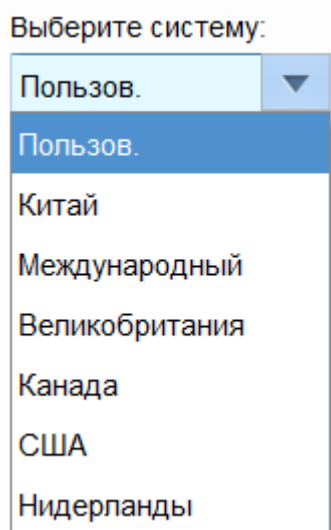 Выберите систему:
Пользов.
Пользов.
Китай
Международный
Великобритания
Канада
США
Нидерланды